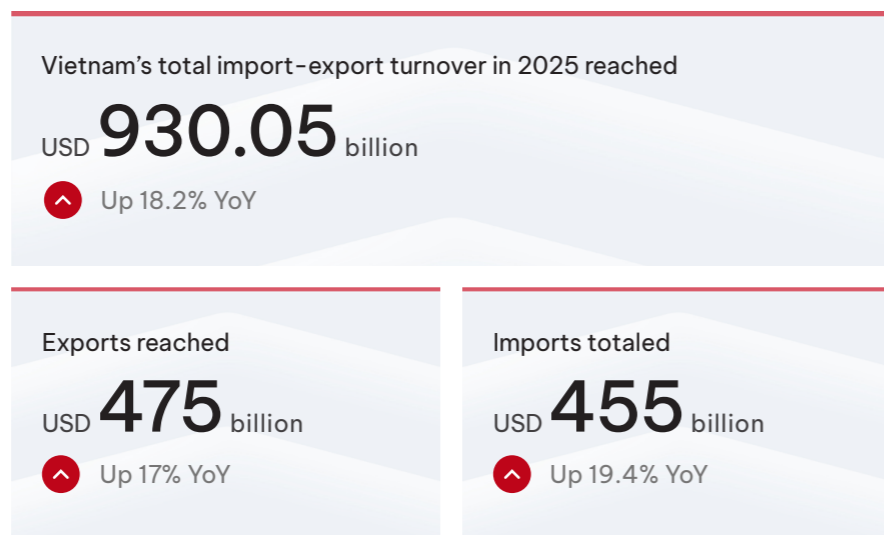 Vietnam’s total import-export turnover in 2025 reached
USD 930.05 billion
Up 18.2% YoY
Exports reached
USD 475 billion
Up 17% YoY
Imports totaled
USD 455 billion
Up 19.4% YoY